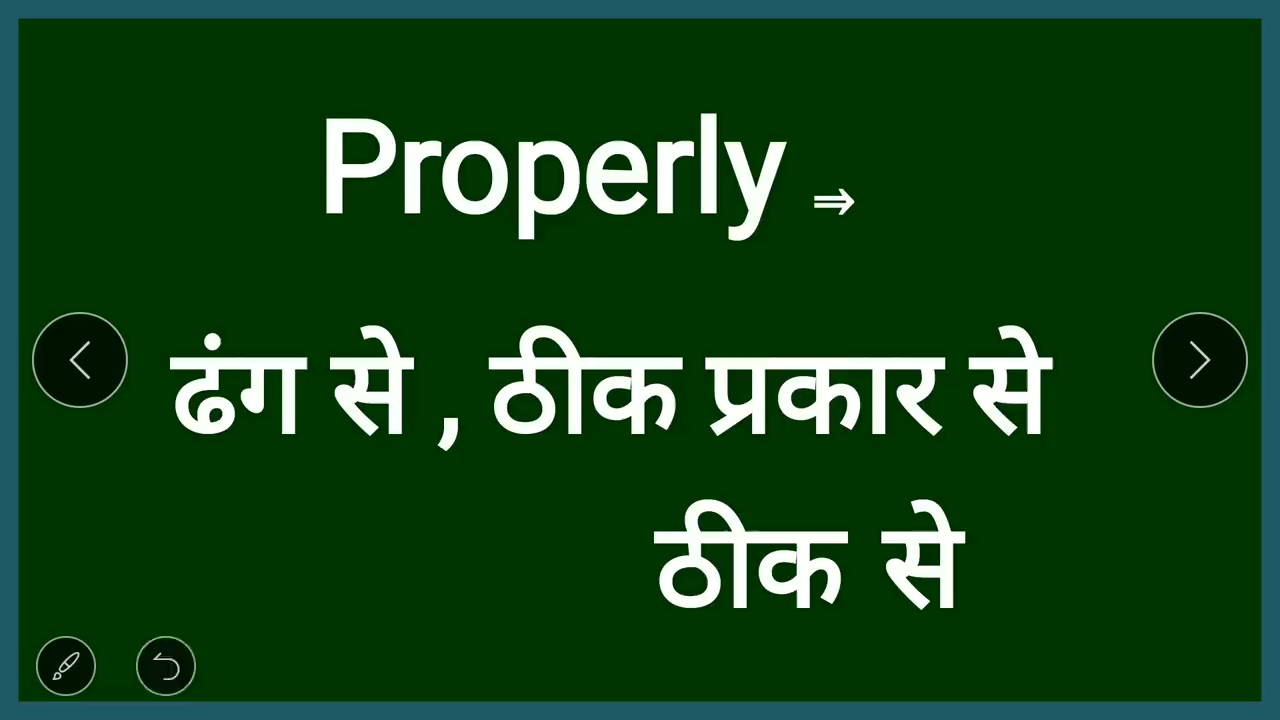 Properly ⇒
ढंग से , ठीक प्रकार से
ठीक से